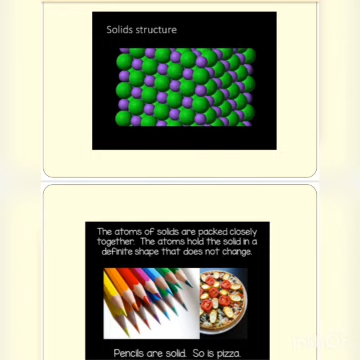 Solids structure
The atoms of solids are packed closely
together. The atoms hold the solid in a
definite shape that does not change.
Pencils are solid. So is pizza.